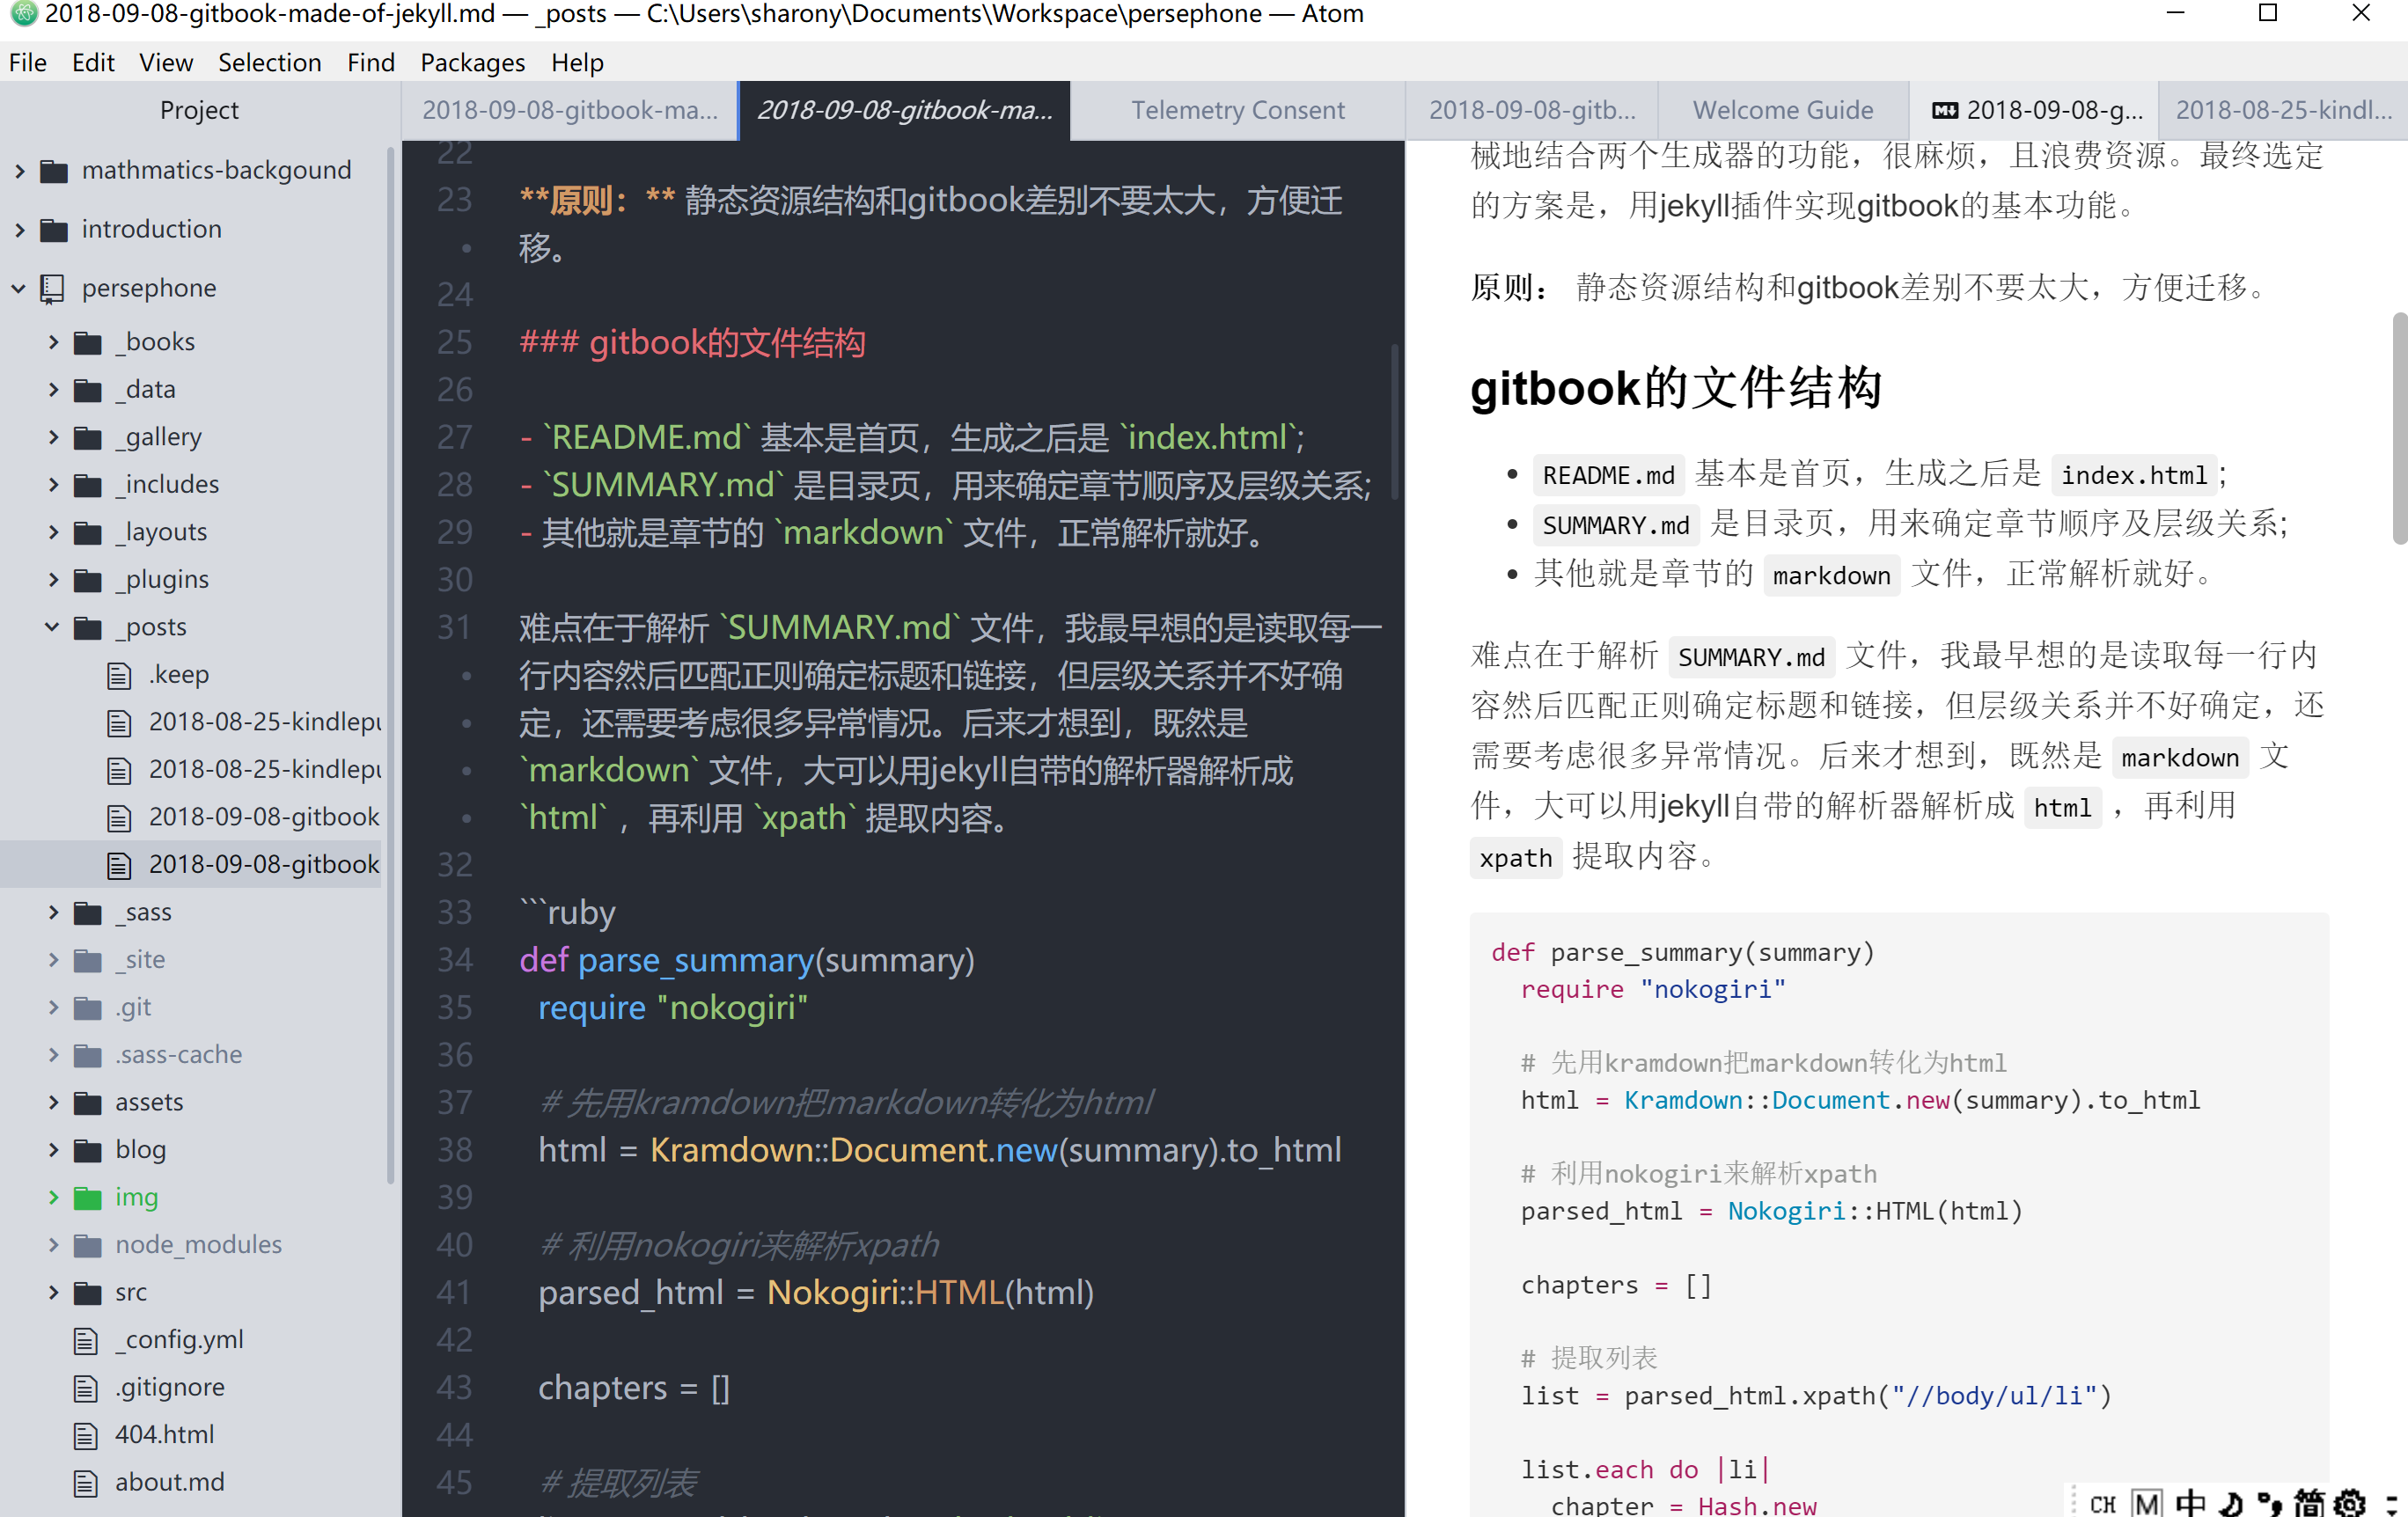 2018-09-08-gitbook-made-of-jekyll.md — _posts — C:\Users\sharony\Documents\Workspace\persephone — Atom
File Edit View Selection Find Packages Help
Project
mathmatics-backgound
introduction
persephone
_books
_data
_gallery
_includes
_layouts
_plugins
_posts
.keep
2018-08-25-kindlepu
2018-08-25-kindlepu
2018-09-08-gitbook
2018-09-08-gitbook
_sass
_site
.git
.sass-cache
assets
blog
img
node_modules
src
_config.yml
.gitignore
404.html
about.md
2018-09-08-gitbook-ma... 2018-09-08-gitbook-ma... Telemetry Consent
22
23 **原则：** 静态资源结构和gitbook差别不要太大，方便迁
• 移。
24
25 ### gitbook的文件结构
26
27 - `README.md` 基本是首页，生成之后是 `index.html`;
28 - `SUMMARY.md` 是目录页，用来确定章节顺序及层级关系;
29 - 其他就是章节的 `markdown` 文件，正常解析就好。
30
31 难点在于解析 `SUMMARY.md` 文件，我最早想的是读取每一
• 行内容然后匹配正则确定标题和链接，但层级关系并不好确
• 定，还需要考虑很多异常情况。后来才想到，既然是
• `markdown` 文件，大可以用jekyll自带的解析器解析成
• `html` ，再利用 `xpath` 提取内容。
32
33 ```ruby
34 def parse_summary(summary)
35 require "nokogiri"
36
37 # 先用kramdown把markdown转化为html
38 html = Kramdown::Document.new(summary).to_html
39
40 # 利用nokogiri来解析xpath
41 parsed_html = Nokogiri::HTML(html)
42
43 chapters = []
44
45 # 提取列表
2018-09-08-gitb... Welcome Guide 2018-09-08-g... 2018-08-25-kindl...
械地结合两个生成器的功能，很麻烦，且浪费资源。最终选定
的方案是，用jekyll插件实现gitbook的基本功能。
原则： 静态资源结构和gitbook差别不要太大，方便迁移。
gitbook的文件结构
• README.md 基本是首页，生成之后是 index.html;
• SUMMARY.md 是目录页，用来确定章节顺序及层级关系;
• 其他就是章节的 markdown 文件，正常解析就好。
难点在于解析 SUMMARY.md 文件，我最早想的是读取每一行内
容然后匹配正则确定标题和链接，但层级关系并不好确定，还
需要考虑很多异常情况。后来才想到，既然是 markdown 文
件，大可以用jekyll自带的解析器解析成 html ，再利用
xpath 提取内容。
def parse_summary(summary)
require "nokogiri"
# 先用kramdown把markdown转化为html
html = Kramdown::Document.new(summary).to_html
# 利用nokogiri来解析xpath
parsed_html = Nokogiri::HTML(html)
chapters = []
# 提取列表
list = parsed_html.xpath("//body/ul/li")
list.each do |li|
chapter = Hash.new
CH M 中 简